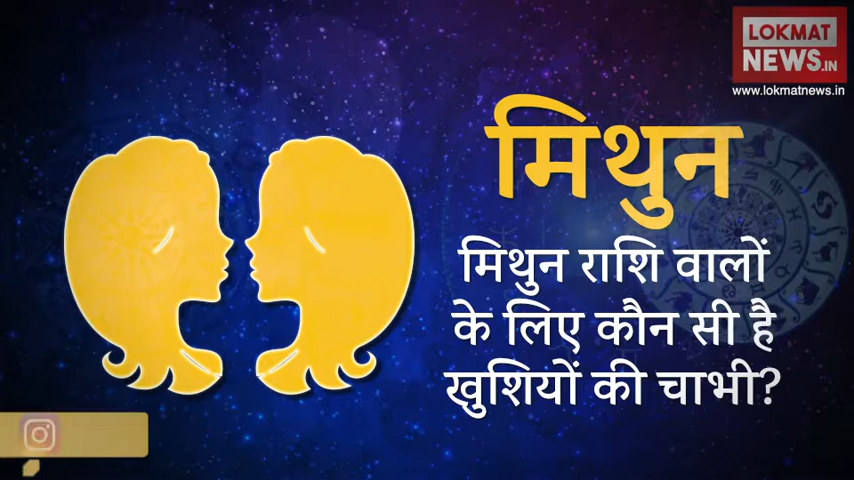 LOKMAT
NEWS.IN
www.lokmatnews.in
मिथुन
मिथुन राशि वालों
के लिए कौन सी है
खुशियों की चाभी?